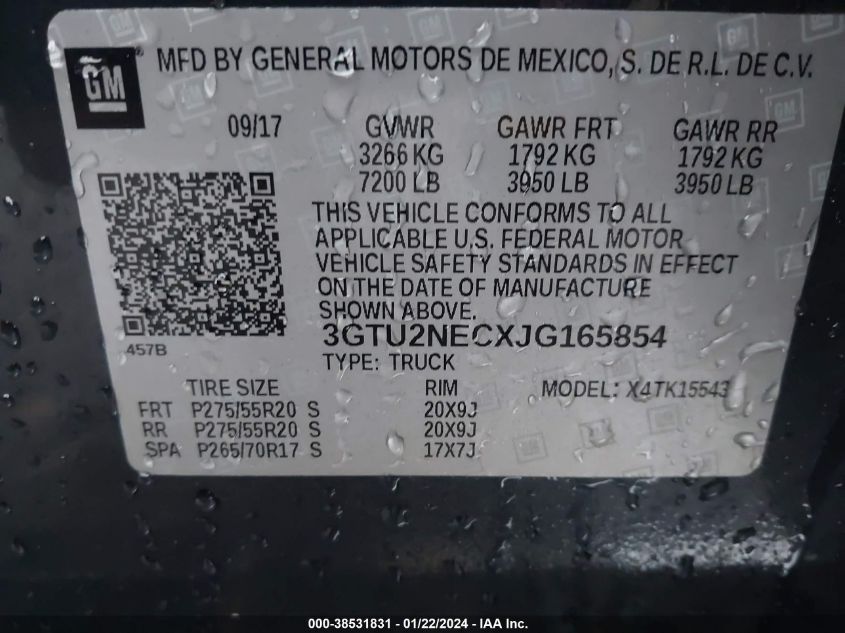 GM MFD BY GENERAL MOTORS DE MEXICO, S. DE R.L. DE C.V.
09/17 GVWR GAWR FRT GAWR RR
3266 KG 1792 KG 1792 KG
7200 LB 3950 LB 3950 LB
THIS VEHICLE CONFORMS TO ALL
APPLICABLE U.S. FEDERAL MOTOR
VEHICLE SAFETY STANDARDS IN EFFECT
ON THE DATE OF MANUFACTURE
SHOWN ABOVE.
3GTU2NECXJG165854
457B
TYPE: TRUCK
TIRE SIZE RIM MODEL: X4TK15543
FRT P275/55R20 S 20X9J
RR P275/55R20 S 20X9J
SPA P265/70R17 S 17X7J
000-38531831 - 01/22/2024 - IAA Inc.